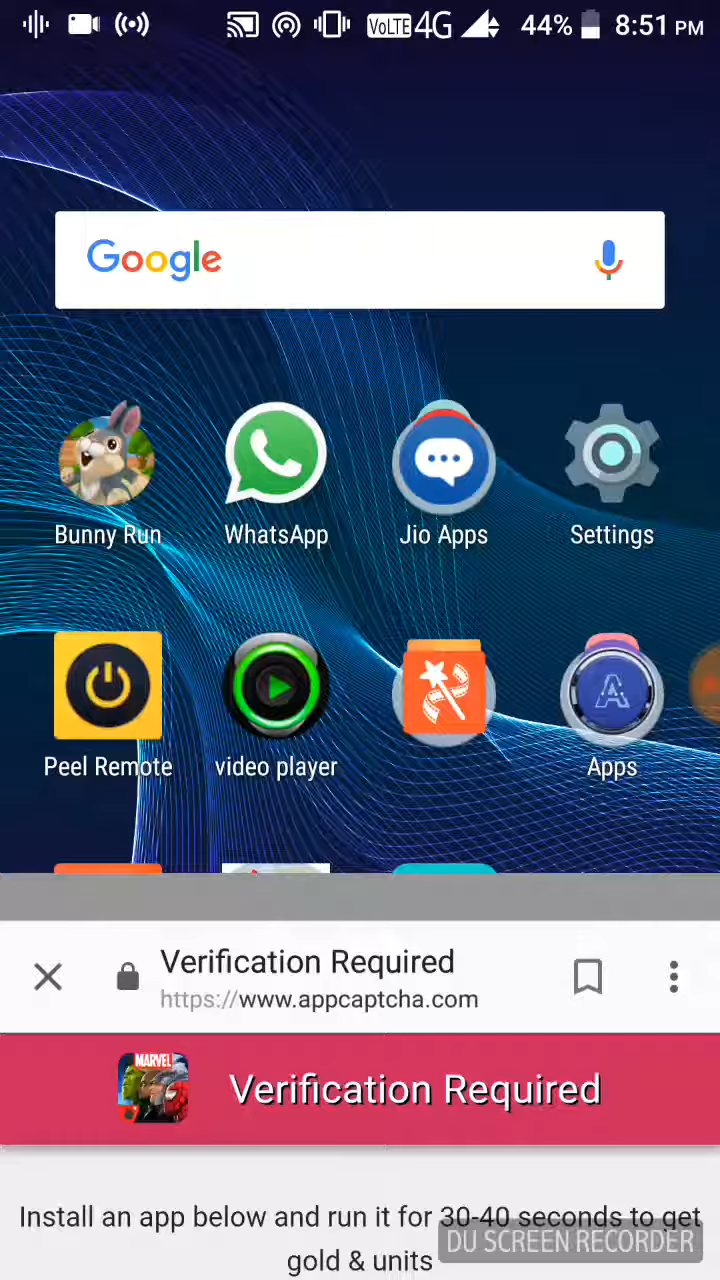 VoLTE 4G 44% 8:51 PM
Google
Bunny Run WhatsApp Jio Apps Settings
A
Peel Remote video player Apps
Verification Required
https://www.appcaptcha.com
MARVEL
Verification Required
Install an app below and run it for 30-40 seconds to get
gold & units
DU SCREEN RECORDER